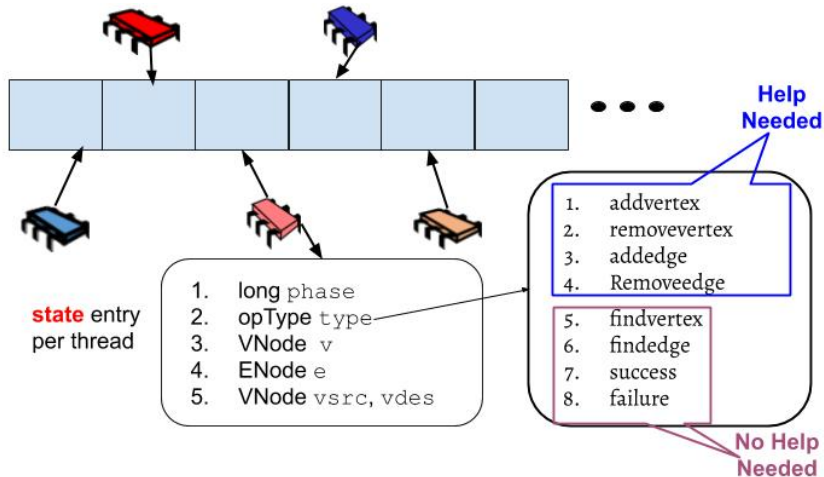 Help
Needed
1. addvertex
2. removevertex
3. addedge
4. Removeedge
5. findvertex
6. findedge
7. success
8. failure
No Help
Needed
state entry
per thread
1. long phase
2. opType type
3. VNode v
4. ENode e
5. VNode vsrc, vdes